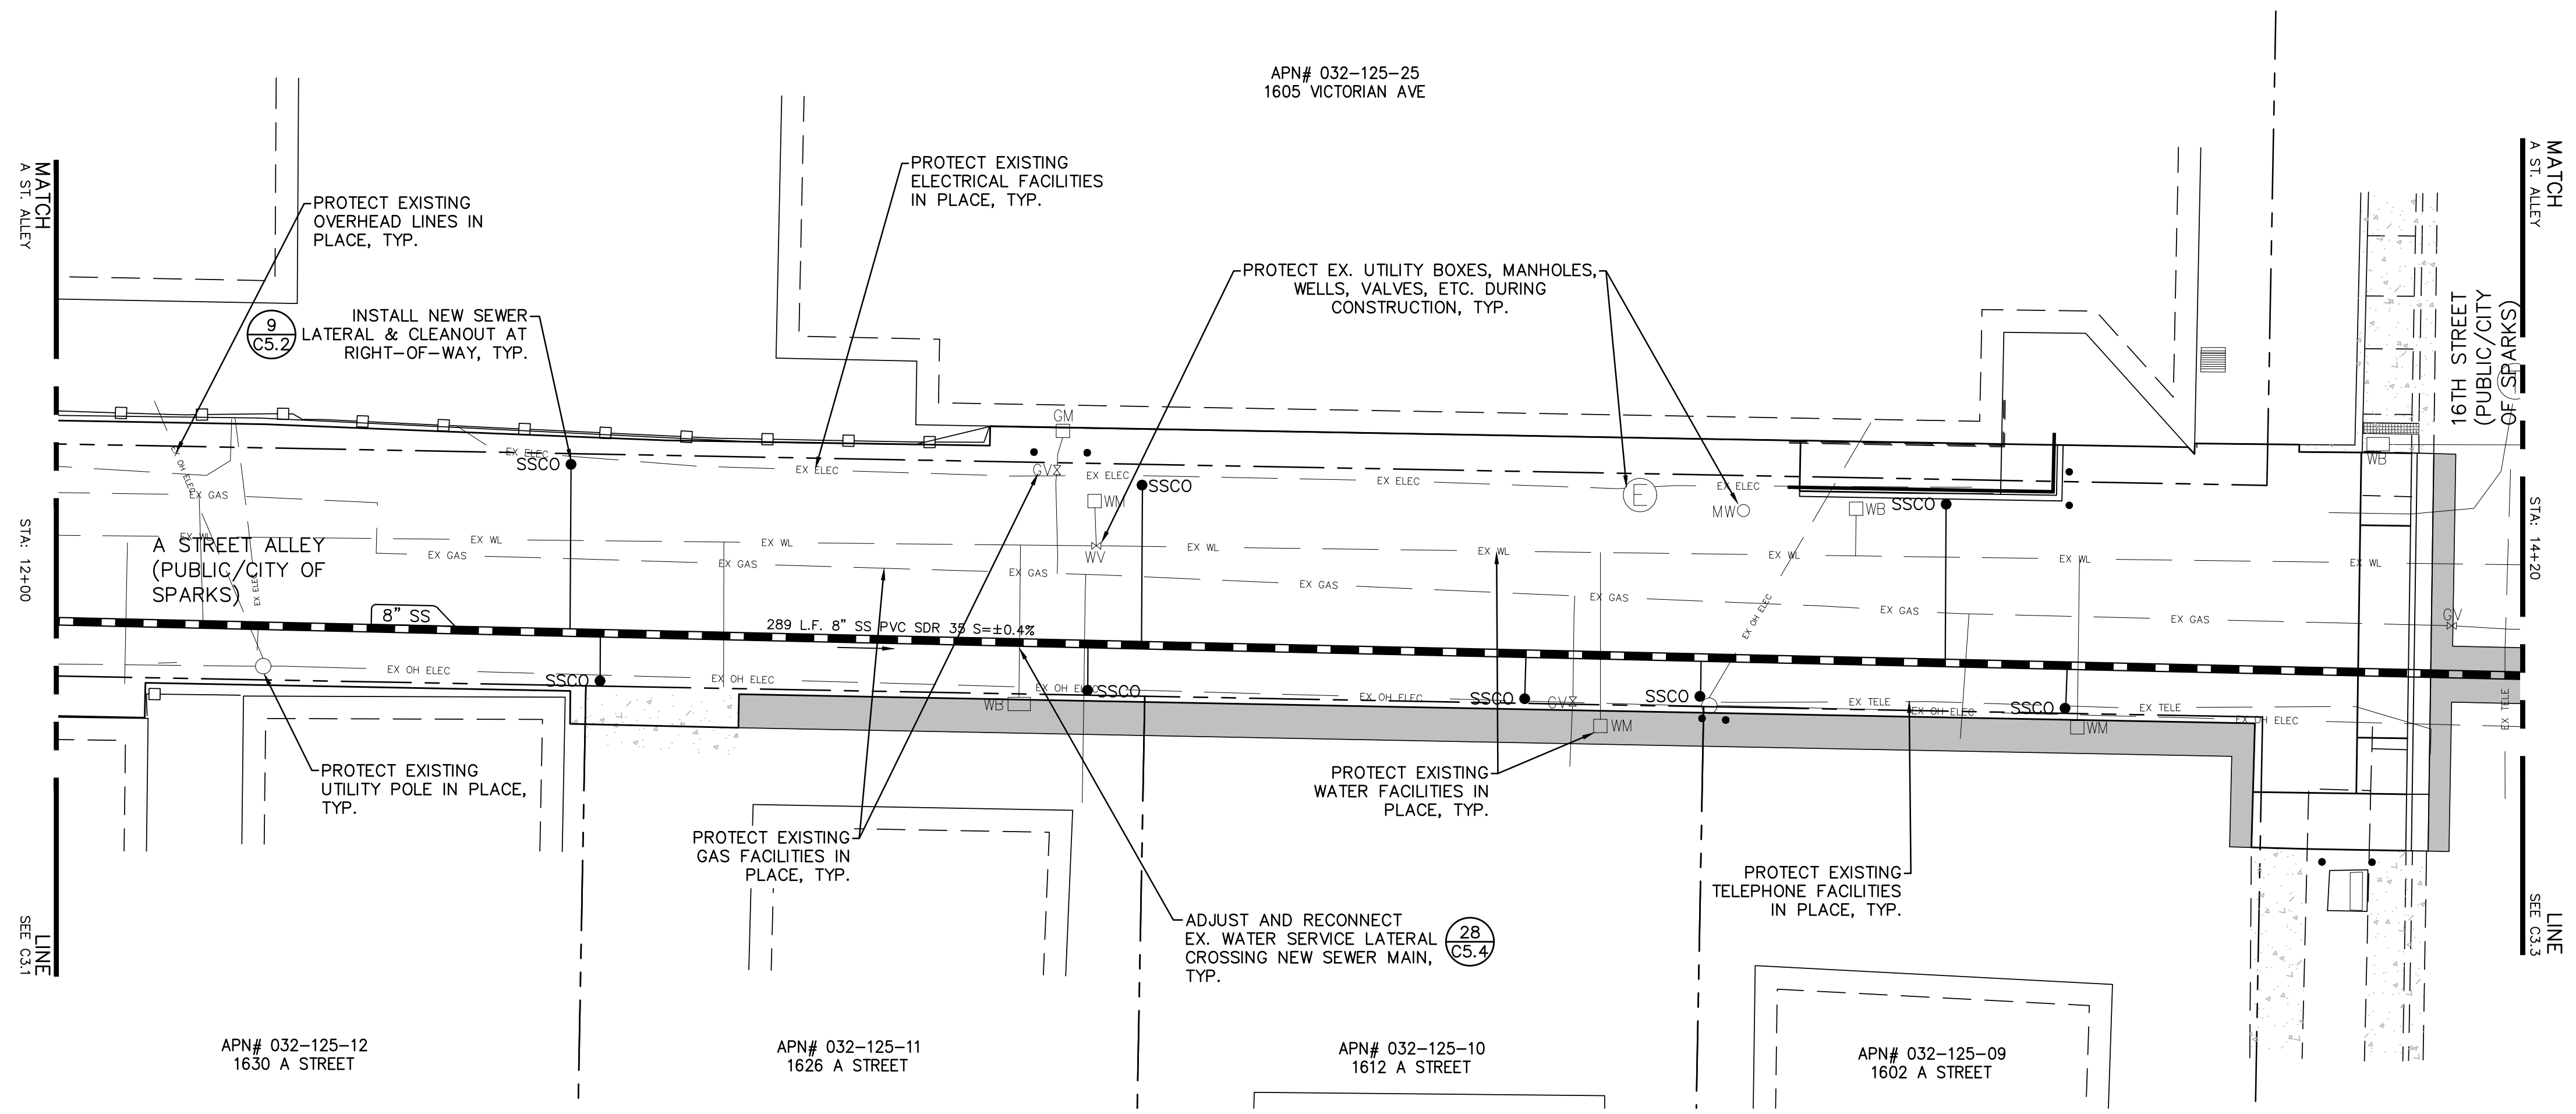 APN# 032-125-25
1605 VICTORIAN AVE
MATCH
A ST. ALLEY
STA: 12+00
LINE
SEE C3.1
PROTECT EXISTING
OVERHEAD LINES IN
PLACE, TYP.
PROTECT EXISTING
ELECTRICAL FACILITIES
IN PLACE, TYP.
9
C5.2
INSTALL NEW SEWER
LATERAL & CLEANOUT AT
RIGHT-OF-WAY, TYP.
PROTECT EX. UTILITY BOXES, MANHOLES,
WELLS, VALVES, ETC. DURING
CONSTRUCTION, TYP.
16TH STREET
(PUBLIC/CITY
OF SPARKS)
MATCH
A ST. ALLEY
STA: 14+20
LINE
SEE C3.3
GM
EX OH ELEC
EX ELEC
SSCO
EX ELEC
GV
EX ELEC
EX ELEC
E
EX ELEC
WB
EX GAS
WM
SSCO
MW
WB
SSCO
EX WL
EX WL
EX WL
WV
EX WL
EX WL
EX WL
EX WL
EX WL
A STREET ALLEY
(PUBLIC/CITY OF
SPARKS)
EX ELEC
EX GAS
EX GAS
EX GAS
EX GAS
EX GAS
EX GAS
EX GAS
GV
8" SS
289 L.F. 8" SS PVC SDR 35 S=±0.4%
EX OH ELEC
EX OH ELEC
SSCO
EX OH ELEC
EX OH ELEC
SSCO
WB
EX OH ELEC
SSCO
GV
SSCO
EX TELE
EX OH ELEC
SSCO
EX TELE
EX OH ELEC
EX TELE
WM
WM
PROTECT EXISTING
UTILITY POLE IN PLACE,
TYP.
PROTECT EXISTING
GAS FACILITIES IN
PLACE, TYP.
PROTECT EXISTING
WATER FACILITIES IN
PLACE, TYP.
PROTECT EXISTING
TELEPHONE FACILITIES
IN PLACE, TYP.
ADJUST AND RECONNECT
EX. WATER SERVICE LATERAL
CROSSING NEW SEWER MAIN,
TYP.
28
C5.4
APN# 032-125-12
1630 A STREET
APN# 032-125-11
1626 A STREET
APN# 032-125-10
1612 A STREET
APN# 032-125-09
1602 A STREET